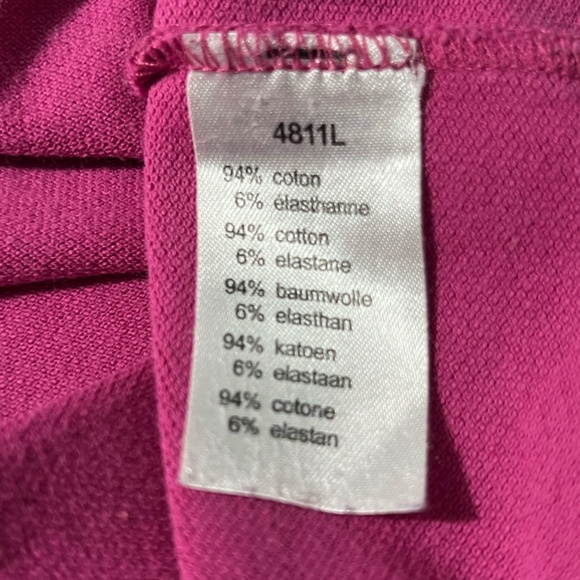 4811L
94% coton
6% élasthanne
94% cotton
6% elastane
94% baumwolle
6% elasthan
94% katoen
6% elastaan
94% cotone
6% elastan